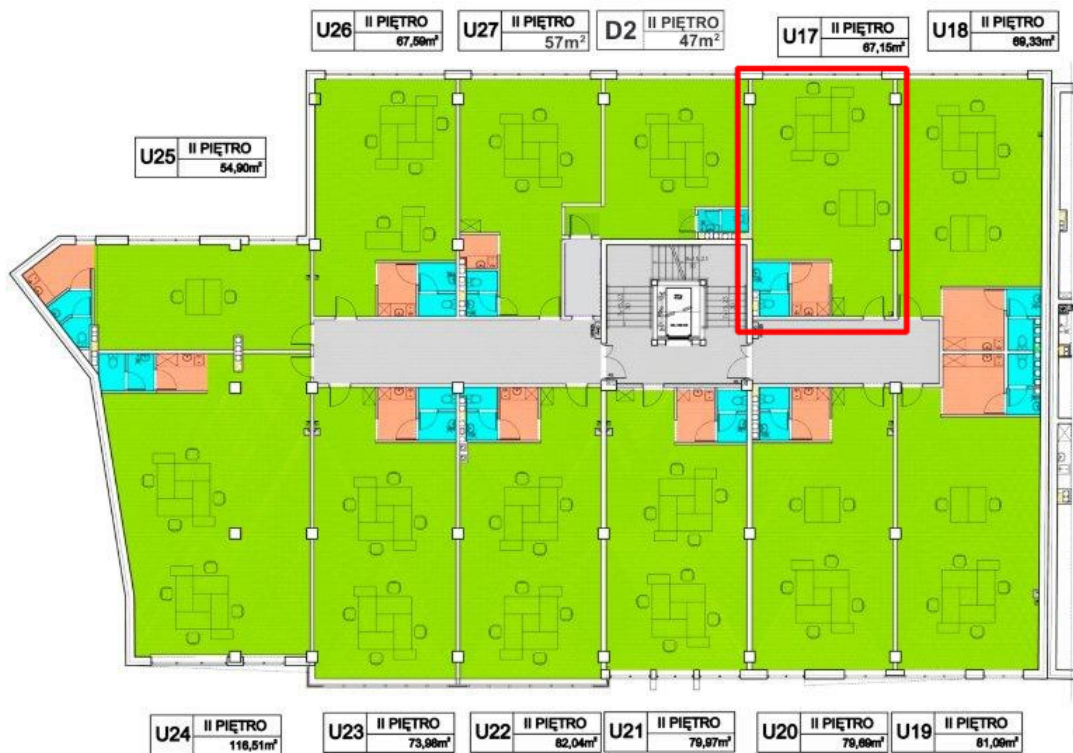 U26 II PIĘTRO
67,59m²
U27 II PIĘTRO
57m²
D2 II PIĘTRO
47m²
U17 II PIĘTRO
67,15m²
U18 II PIĘTRO
69,33m²
U25 II PIĘTRO
54,90m²
U24 II PIĘTRO
116,51m²
U23 II PIĘTRO
73,98m²
U22 II PIĘTRO
82,04m²
U21 II PIĘTRO
79,97m²
U20 II PIĘTRO
79,69m²
U19 II PIĘTRO
81,09m²